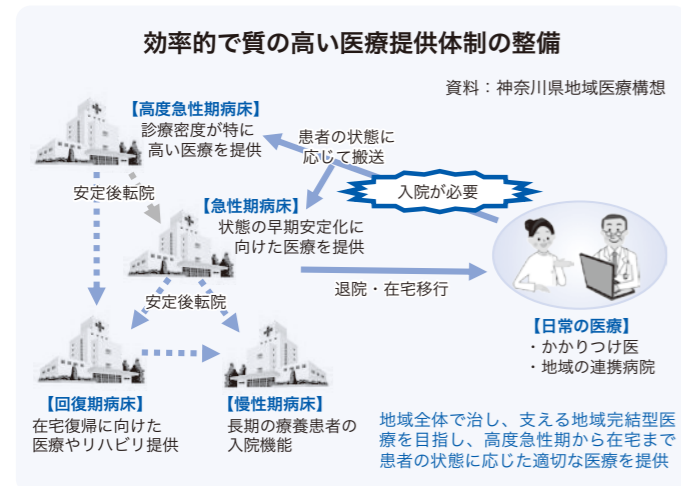 効率的で質の高い医療提供体制の整備
資料：神奈川県地域医療構想
【高度急性期病床】
診療密度が特に
高い医療を提供
患者の状態に
応じて搬送
入院が必要
安定後転院
【急性期病床】
状態の早期安定化に
向けた医療を提供
退院・在宅移行
安定後転院
【日常の医療】
・かかりつけ医
・地域の連携病院
【回復期病床】
在宅復帰に向けた
医療やリハビリ提供
【慢性期病床】
長期の療養患者の
入院機能
地域全体で治し、支える地域完結型医
療を目指し、高度急性期から在宅まで
患者の状態に応じた適切な医療を提供